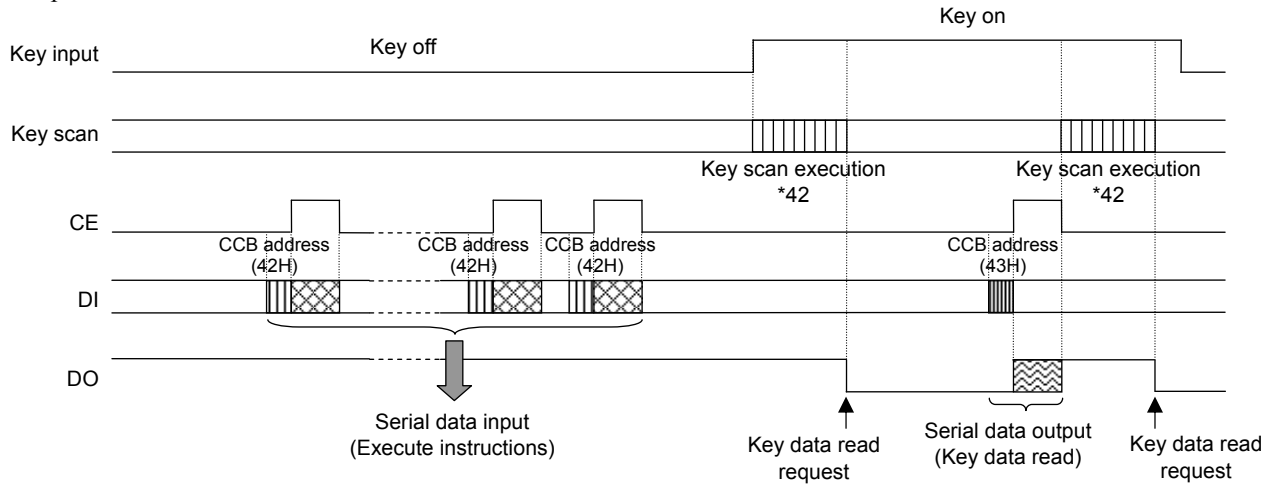 Key on
Key input
Key off
Key scan
Key scan execution
*42
Key scan execution
*42
CE
CCB address
(42H)
CCB address
(42H)
CCB address
(42H)
CCB address
(43H)
DI
DO
Serial data input
(Execute instructions)
Key data read
request
Serial data output
(Key data read)
Key data read
request